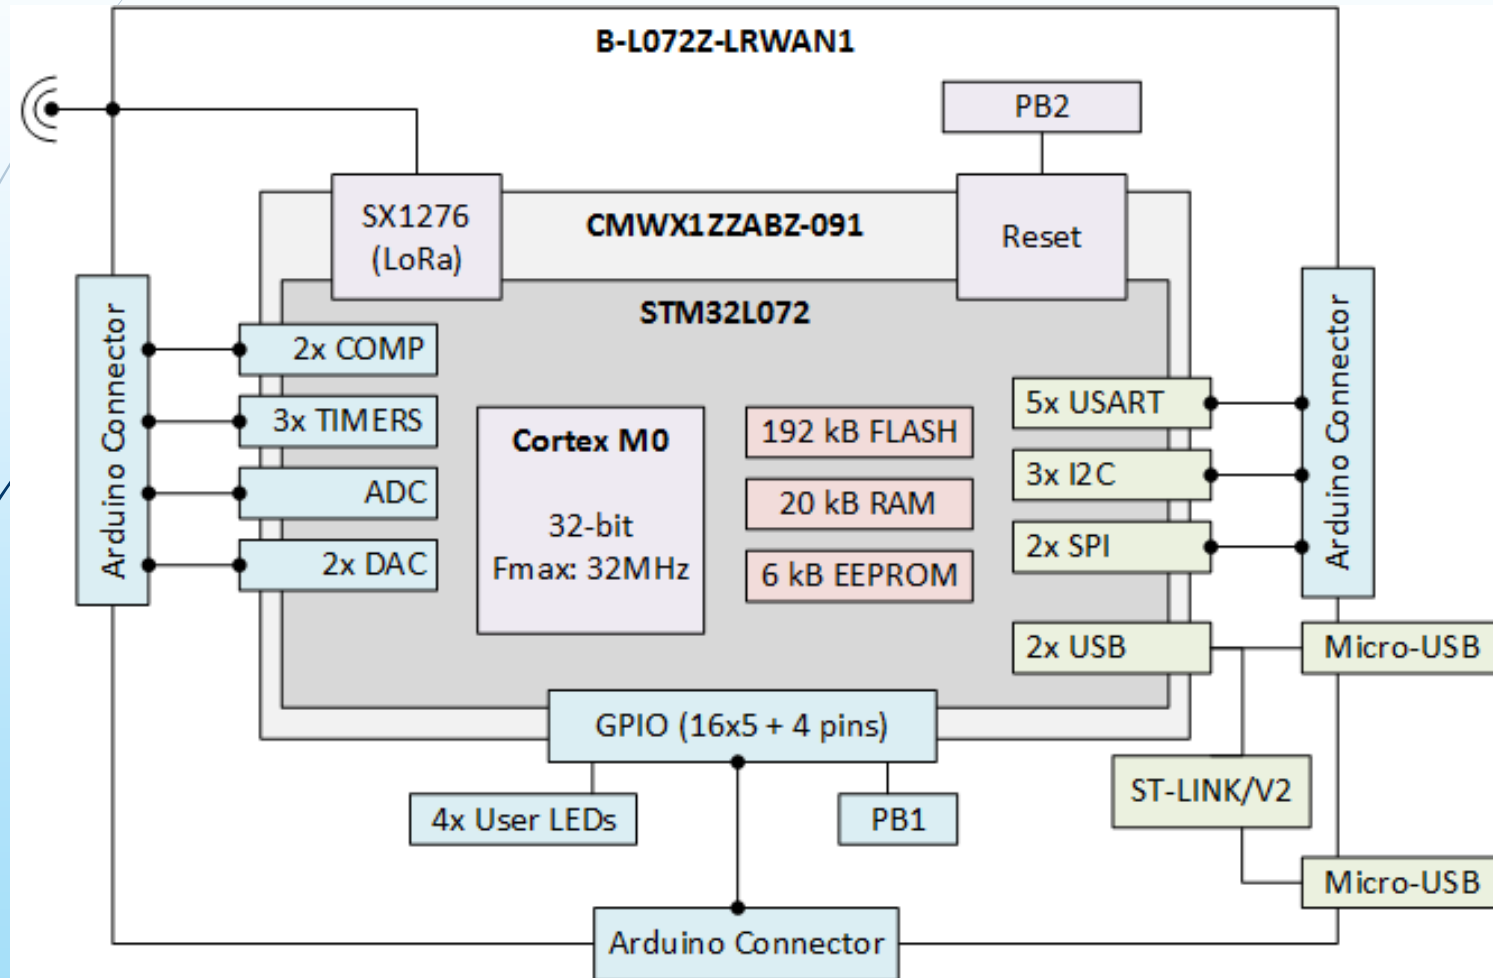 B-L072Z-LRWAN1
PB2
SX1276
(LoRa)
CMWX1ZZABZ-091
Reset
STM32L072
Arduino Connector
2x COMP
3x TIMERS
ADC
2x DAC
Cortex M0
32-bit
Fmax: 32MHz
192 kB FLASH
20 kB RAM
6 kB EEPROM
5x USART
3x I2C
2x SPI
2x USB
Arduino Connector
Micro-USB
GPIO (16x5 + 4 pins)
4x User LEDs
PB1
ST-LINK/V2
Micro-USB
Arduino Connector